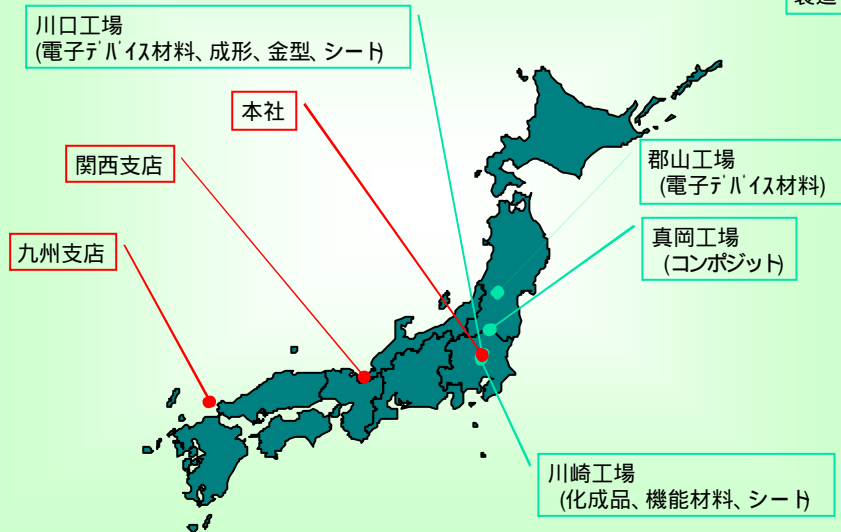 製造
川口工場
(電子デバイス材料、成形、金型、シート)
本社
関西支店
郡山工場
(電子デバイス材料)
九州支店
真岡工場
(コンポジット)
川崎工場
(化成品、機能材料、シート)